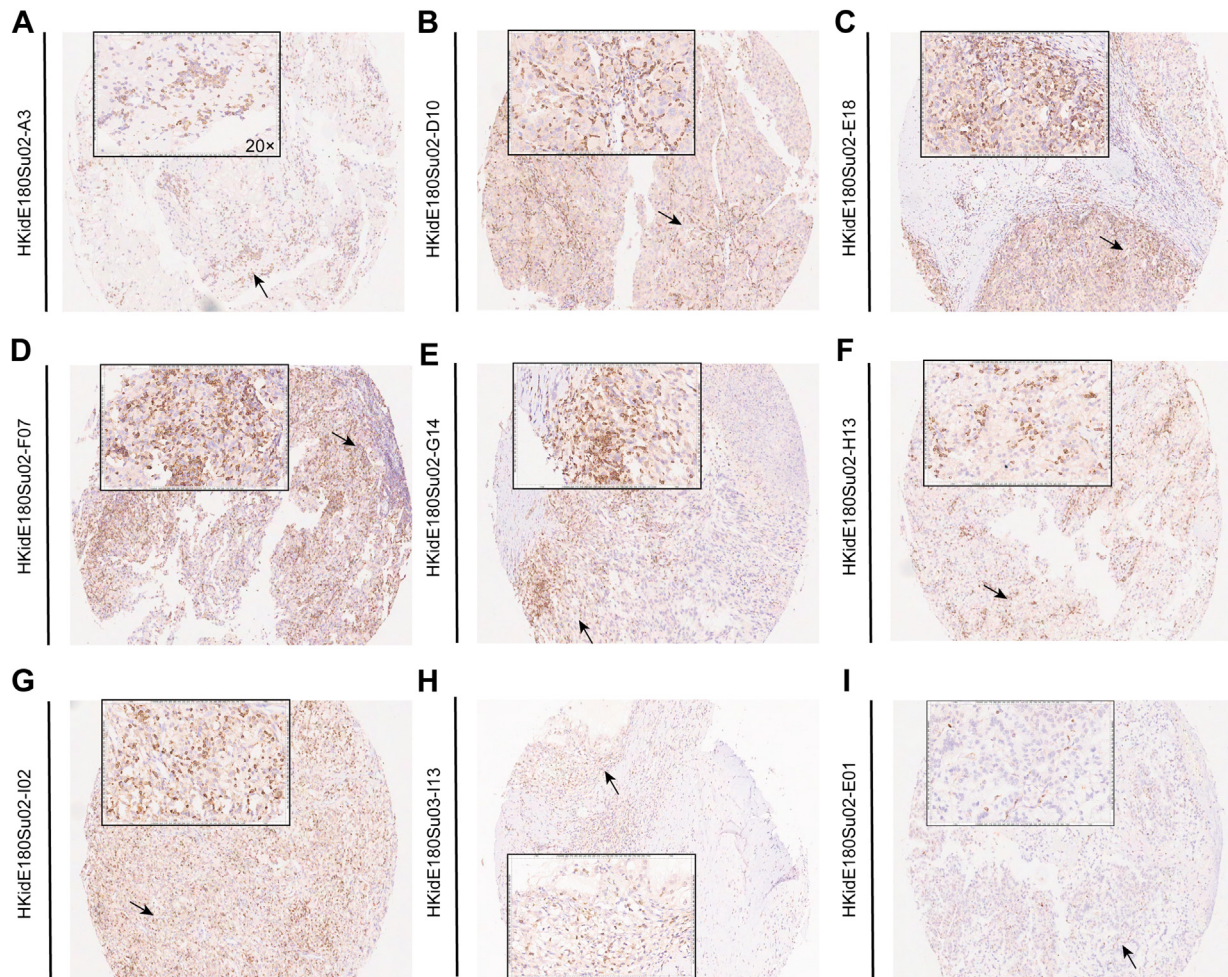 A
HKidE180Su02-A3
20×
B
HKidE180Su02-D10
C
HKidE180Su02-E18
D
HKidE180Su02-F07
E
HKidE180Su02-G14
F
HKidE180Su02-H13
G
HKidE180Su02-I02
H
HKidE180Su03-I13
I
HKidE180Su02-E01